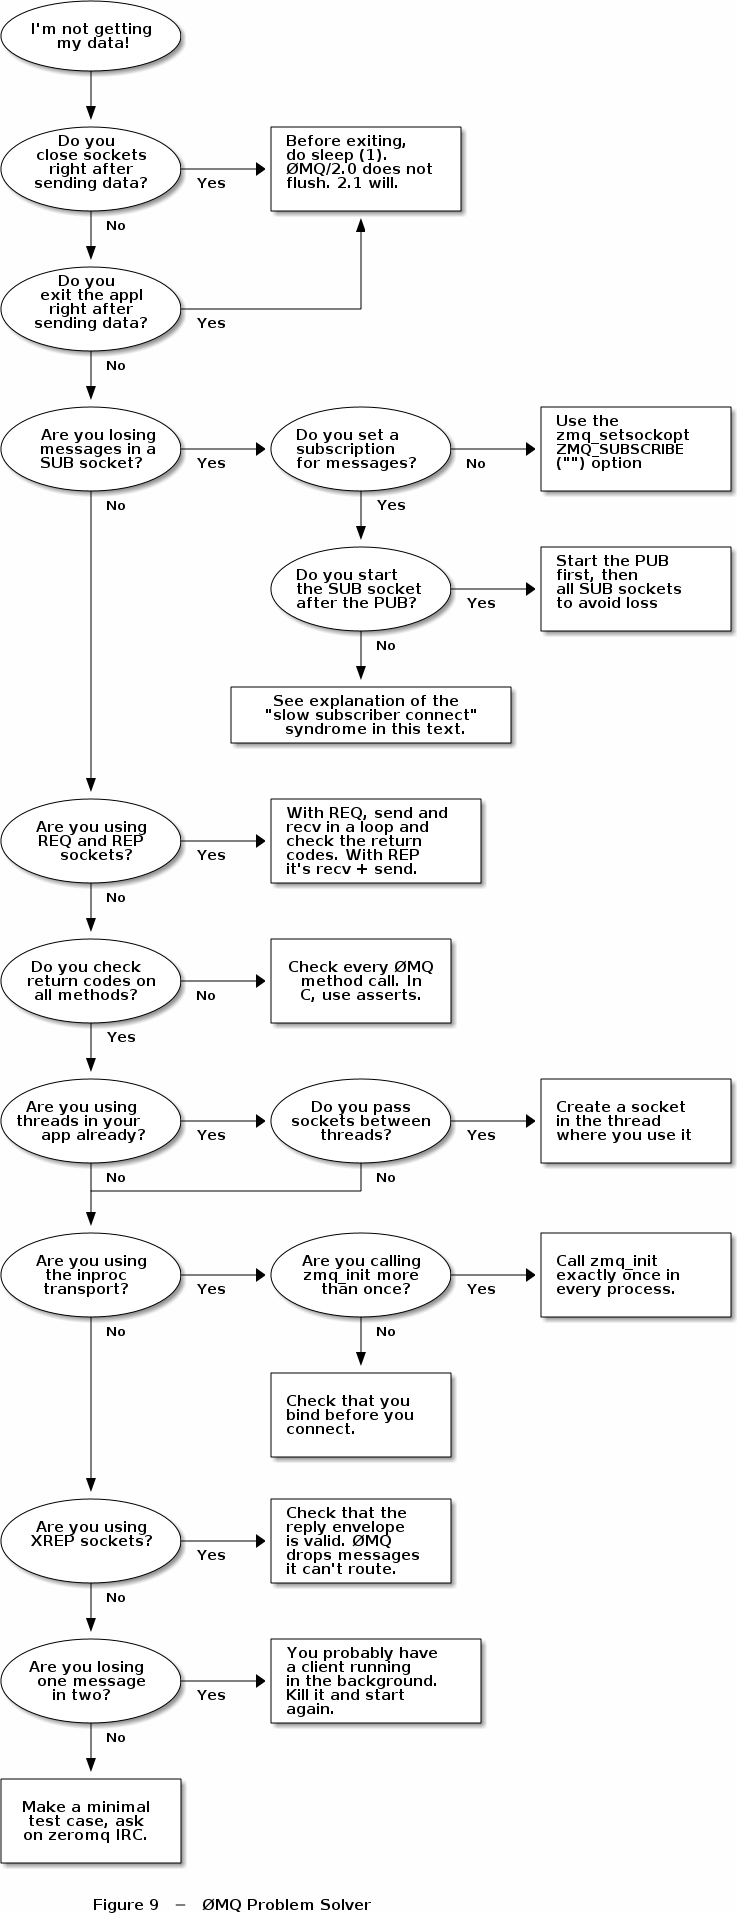 I'm not getting
my data!
Do you
close sockets
right after
sending data?
Yes
No
Before exiting,
do sleep (1).
ØMQ/2.0 does not
flush. 2.1 will.
Do you
exit the appl
right after
sending data?
Yes
No
Are you losing
messages in a
SUB socket?
Yes
No
Do you set a
subscription
for messages?
No
Yes
Use the
zmq_setsockopt
ZMQ_SUBSCRIBE
("") option
Do you start
the SUB socket
after the PUB?
Yes
No
Start the PUB
first, then
all SUB sockets
to avoid loss
See explanation of the
"slow subscriber connect"
syndrome in this text.
Are you using
REQ and REP
sockets?
Yes
No
With REQ, send and
recv in a loop and
check the return
codes. With REP
it's recv + send.
Do you check
return codes on
all methods?
No
Yes
Check every ØMQ
method call. In
C, use asserts.
Are you using
threads in your
app already?
Yes
No
Do you pass
sockets between
threads?
Yes
No
Create a socket
in the thread
where you use it
Are you using
the inproc
transport?
Yes
No
Are you calling
zmq_init more
than once?
Yes
No
Call zmq_init
exactly once in
every process.
Check that you
bind before you
connect.
Are you using
XREP sockets?
Yes
No
Check that the
reply envelope
is valid. ØMQ
drops messages
it can't route.
Are you losing
one message
in two?
Yes
No
You probably have
a client running
in the background.
Kill it and start
again.
Make a minimal
test case, ask
on zeromq IRC.
Figure 9 – ØMQ Problem Solver